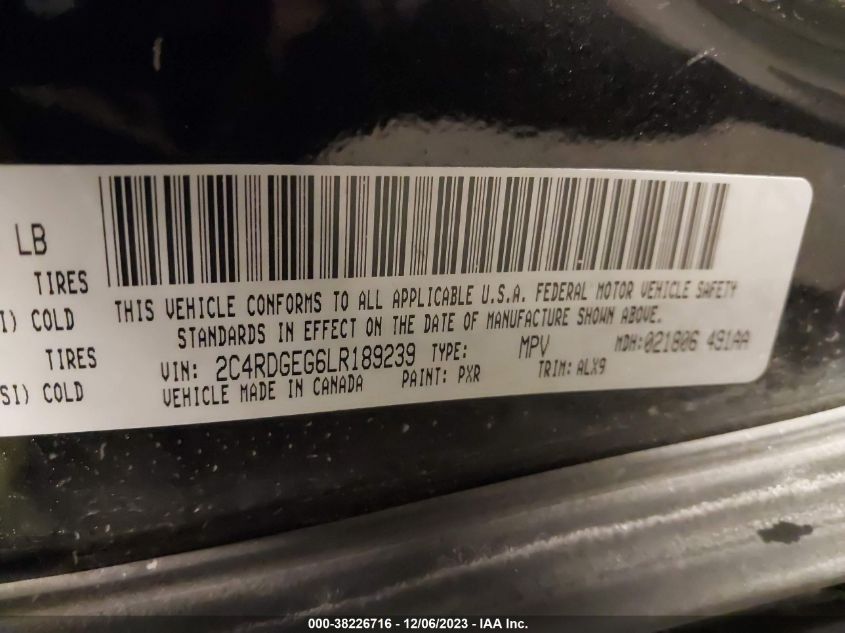 LB
TIRES
I) COLD
TIRES
SI) COLD
THIS VEHICLE CONFORMS TO ALL APPLICABLE U.S.A. FEDERAL MOTOR VEHICLE SAFETY
STANDARDS IN EFFECT ON THE DATE OF MANUFACTURE SHOWN ABOVE.
VIN: 2C4RDGEG6LR189239 TYPE: MPV MDH:021806 491AA
VEHICLE MADE IN CANADA PAINT: PXR TRIM: ALX9
000-38226716 - 12/06/2023 - IAA Inc.